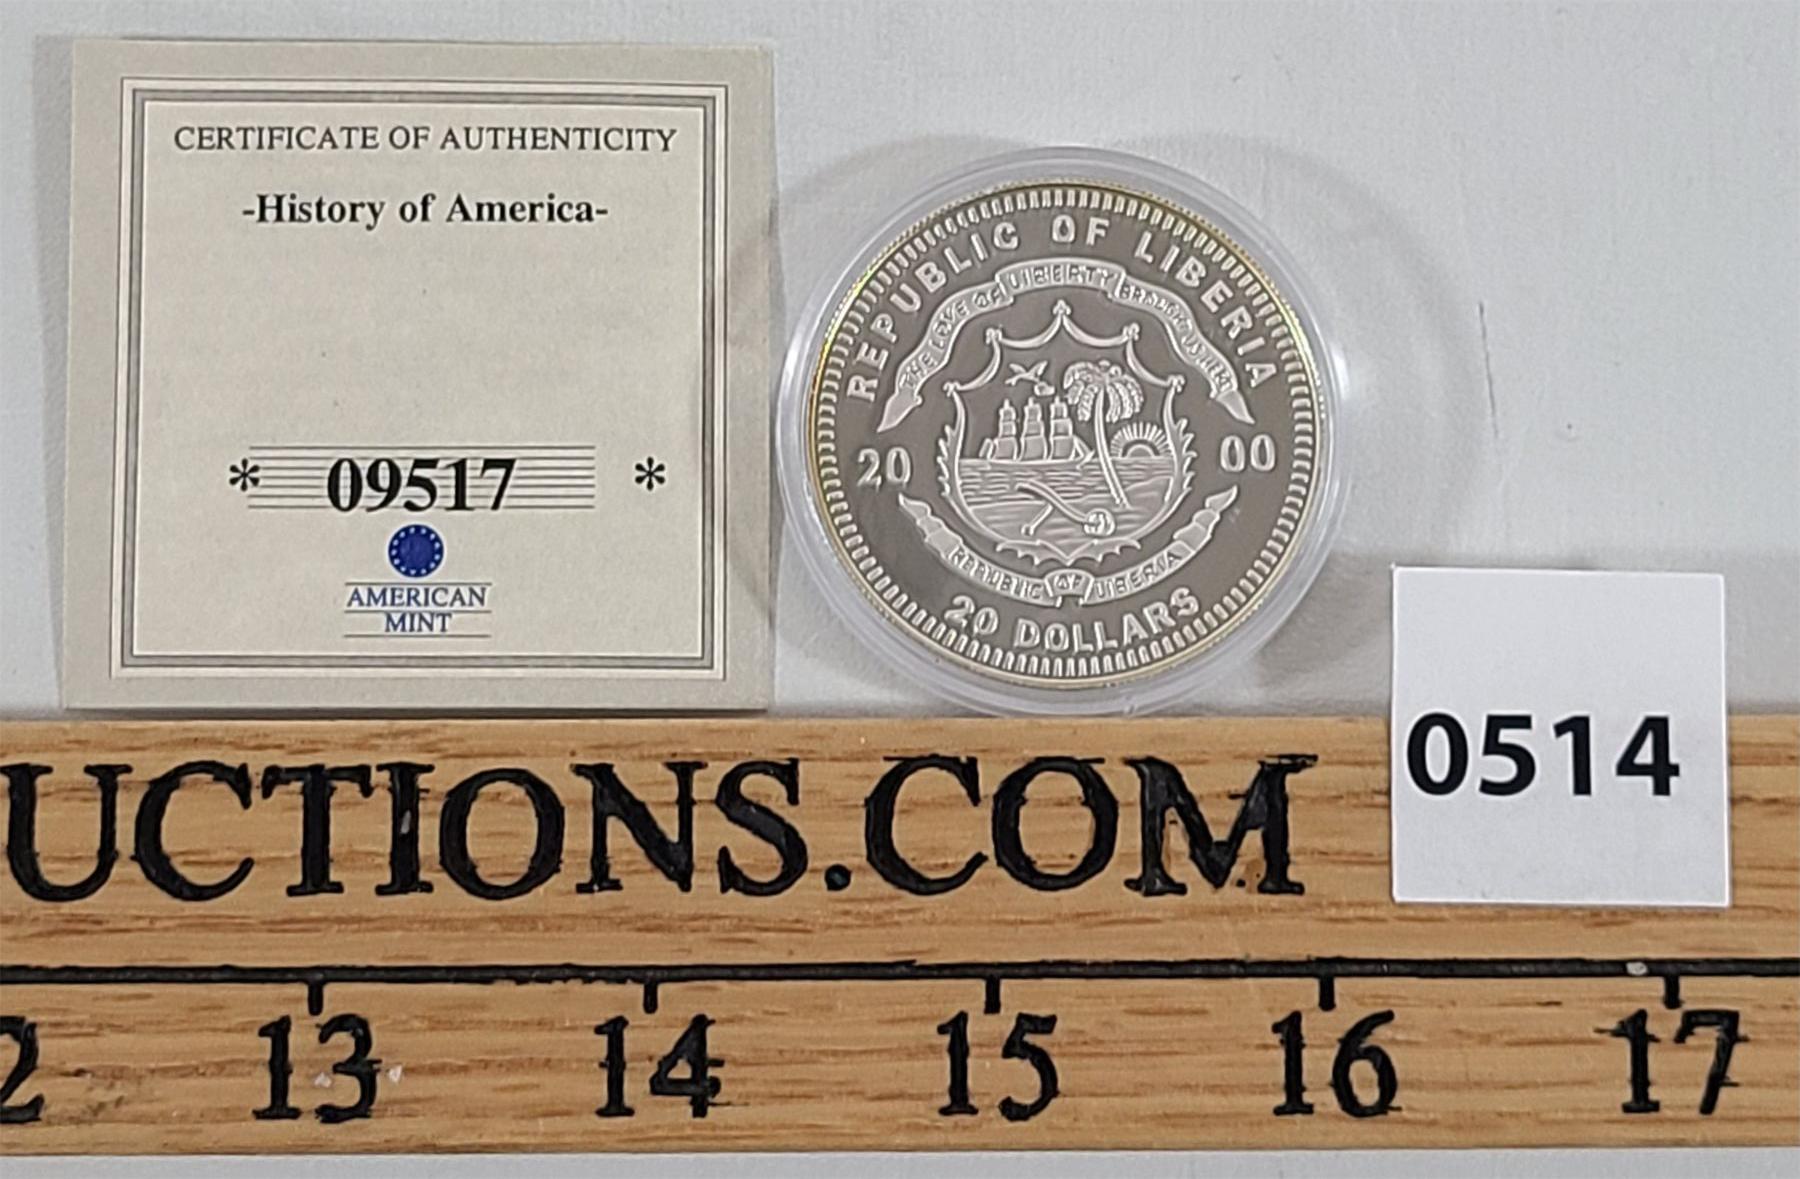 CERTIFICATE OF AUTHENTICITY
-History of America-
* 09517 *
AMERICAN
MINT
REPUBLIC OF LIBERIA
THE LOVE OF LIBERTY BROUGHT US HERE
20 00
REPUBLIC OF LIBERIA
20 DOLLARS
0514
UCTIONS.COM
2 13 14 15 16 17